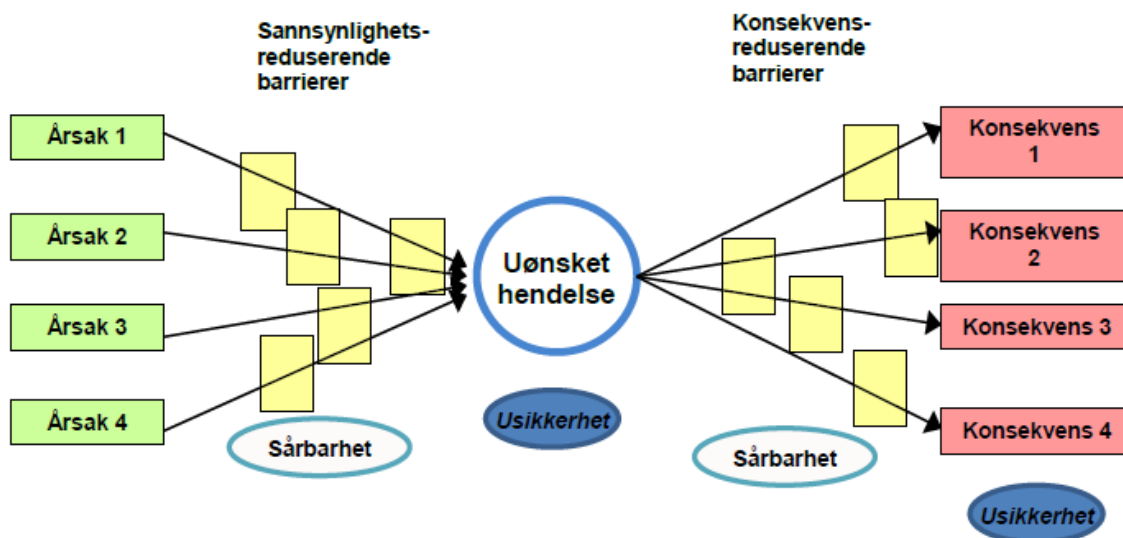 Sannsynlighets-
reduserende
barrierer
Konsekvens-
reduserende
barrierer
Årsak 1
Årsak 2
Årsak 3
Årsak 4
Uønsket
hendelse
Konsekvens
1
Konsekvens
2
Konsekvens 3
Konsekvens 4
Sårbarhet
Usikkerhet
Sårbarhet
Usikkerhet